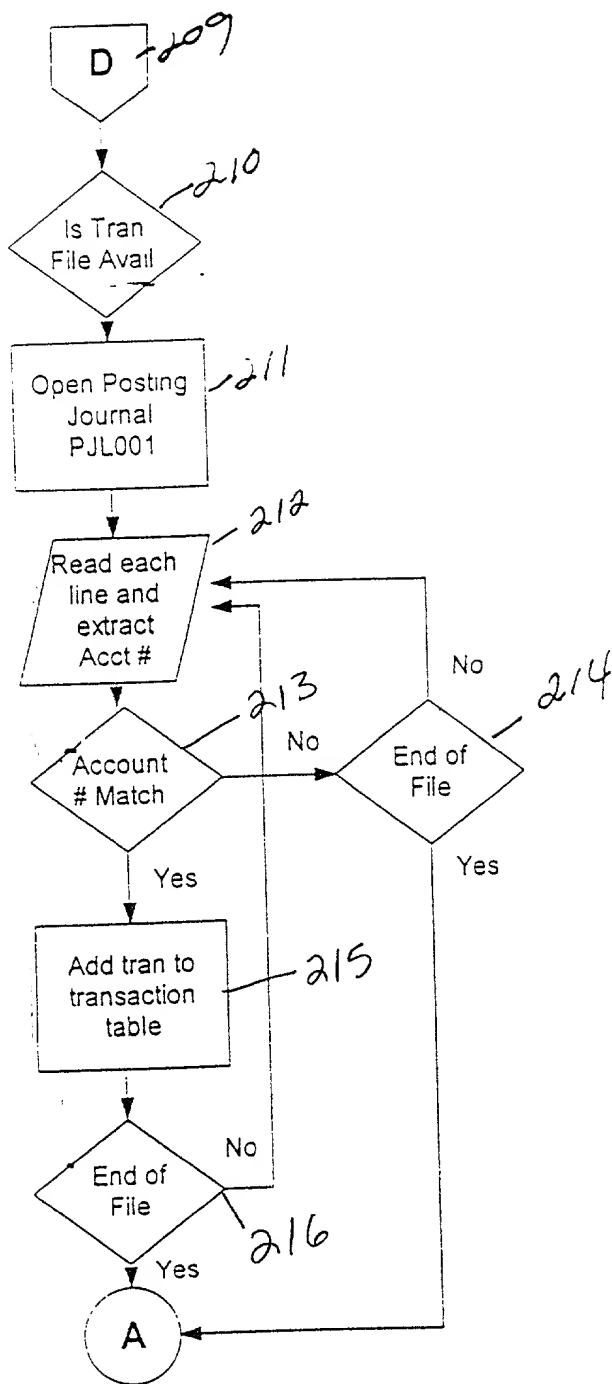 D
209
210
Is Tran
File Avail
211
Open Posting
Journal
PJL001
212
Read each
line and
extract
Acct #
No
213
214
Account
# Match
No
End of
File
Yes
Yes
Add tran to
transaction
table
215
No
End of
File
216
Yes
A